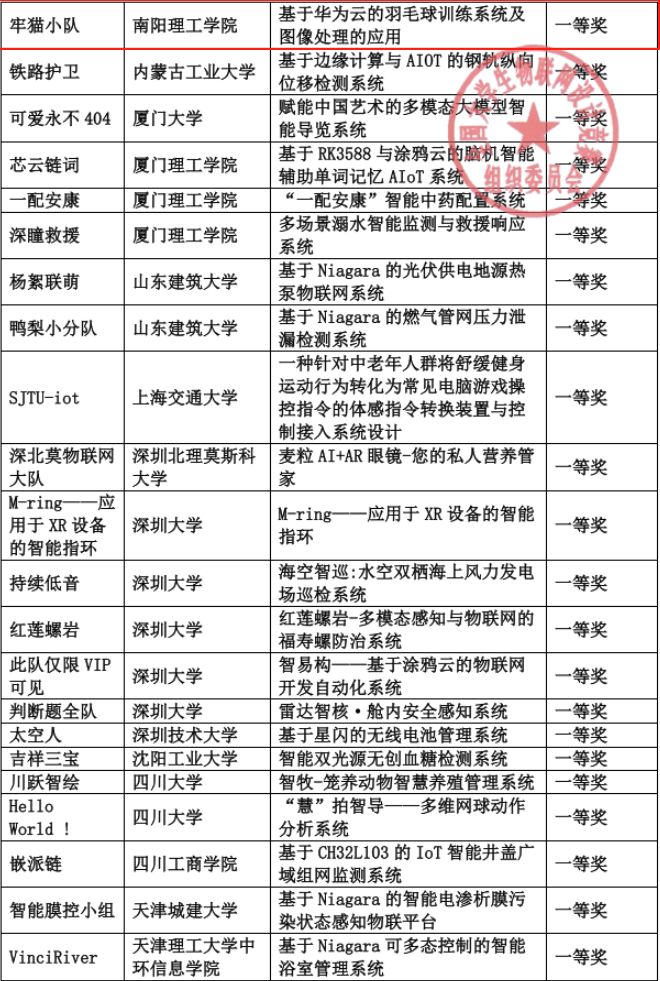 牢猫小队 南阳理工学院 基于华为云的羽毛球训练系统及 一等奖
图像处理的应用
铁路护卫 内蒙古工业大学 基于边缘计算与 AIOT 的钢轨纵向 一等奖
位移检测系统
可爱永不 404 厦门大学 赋能中国艺术的多模态大模型智 一等奖
能导览系统
芯云链词 厦门理工学院 基于 RK3588 与涂鸦云的脑机智能 一等奖
辅助单词记忆 AIoT 系统
一配安康 厦门理工学院 “一配安康”智能中药配置系统 一等奖
深瞳救援 厦门理工学院 多场景溺水智能监测与救援响应 一等奖
系统
杨絮联萌 山东建筑大学 基于 Niagara 的光伏供电地源热 一等奖
泵物联网系统
鸭梨小分队 山东建筑大学 基于 Niagara 的燃气管网压力泄 一等奖
漏检测系统
SJTU-iot 上海交通大学 一种针对中老年人群将舒缓健身 一等奖
运动行为转化为常见电脑游戏操
控指令的体感指令转换装置与控
制接入系统设计
深北莫物联网 深圳北理莫斯科 麦粒 AI+AR 眼镜-您的私人营养管 一等奖
大队 大学 家
M-ring——应 深圳大学 M-ring——应用于 XR 设备的智能 一等奖
用于 XR 设备 指环
的智能指环
持续低音 深圳大学 海空智巡:水空双栖海上风力发电 一等奖
场巡检系统
红莲螺岩 深圳大学 红莲螺岩-多模态感知与物联网的 一等奖
福寿螺防治系统
此队仅限 VIP 深圳大学 智易构——基于涂鸦云的物联网 一等奖
可见 开发自动化系统
判断题全队 深圳大学 雷达智核·舱内安全感知系统 一等奖
太空人 深圳技术大学 基于星闪的无线电池管理系统 一等奖
吉祥三宝 沈阳工业大学 智能双光源无创血糖检测系统 一等奖
川跃智绘 四川大学 智牧-笼养动物智慧养殖管理系统 一等奖
Hello 四川大学 “慧”拍智导——多维网球动作 一等奖
World ! 分析系统
嵌派链 四川工商学院 基于 CH32L103 的 IoT 智能井盖广 一等奖
域组网监测系统
智能膜控小组 天津城建大学 基于 Niagara 的智能电渗析膜污 一等奖
染状态感知物联平台
VinciRiver 天津理工大学中 基于 Niagara 可多态控制的智能 一等奖
环信息学院 浴室管理系统
全国大学生物联网设计竞赛
组织委员会